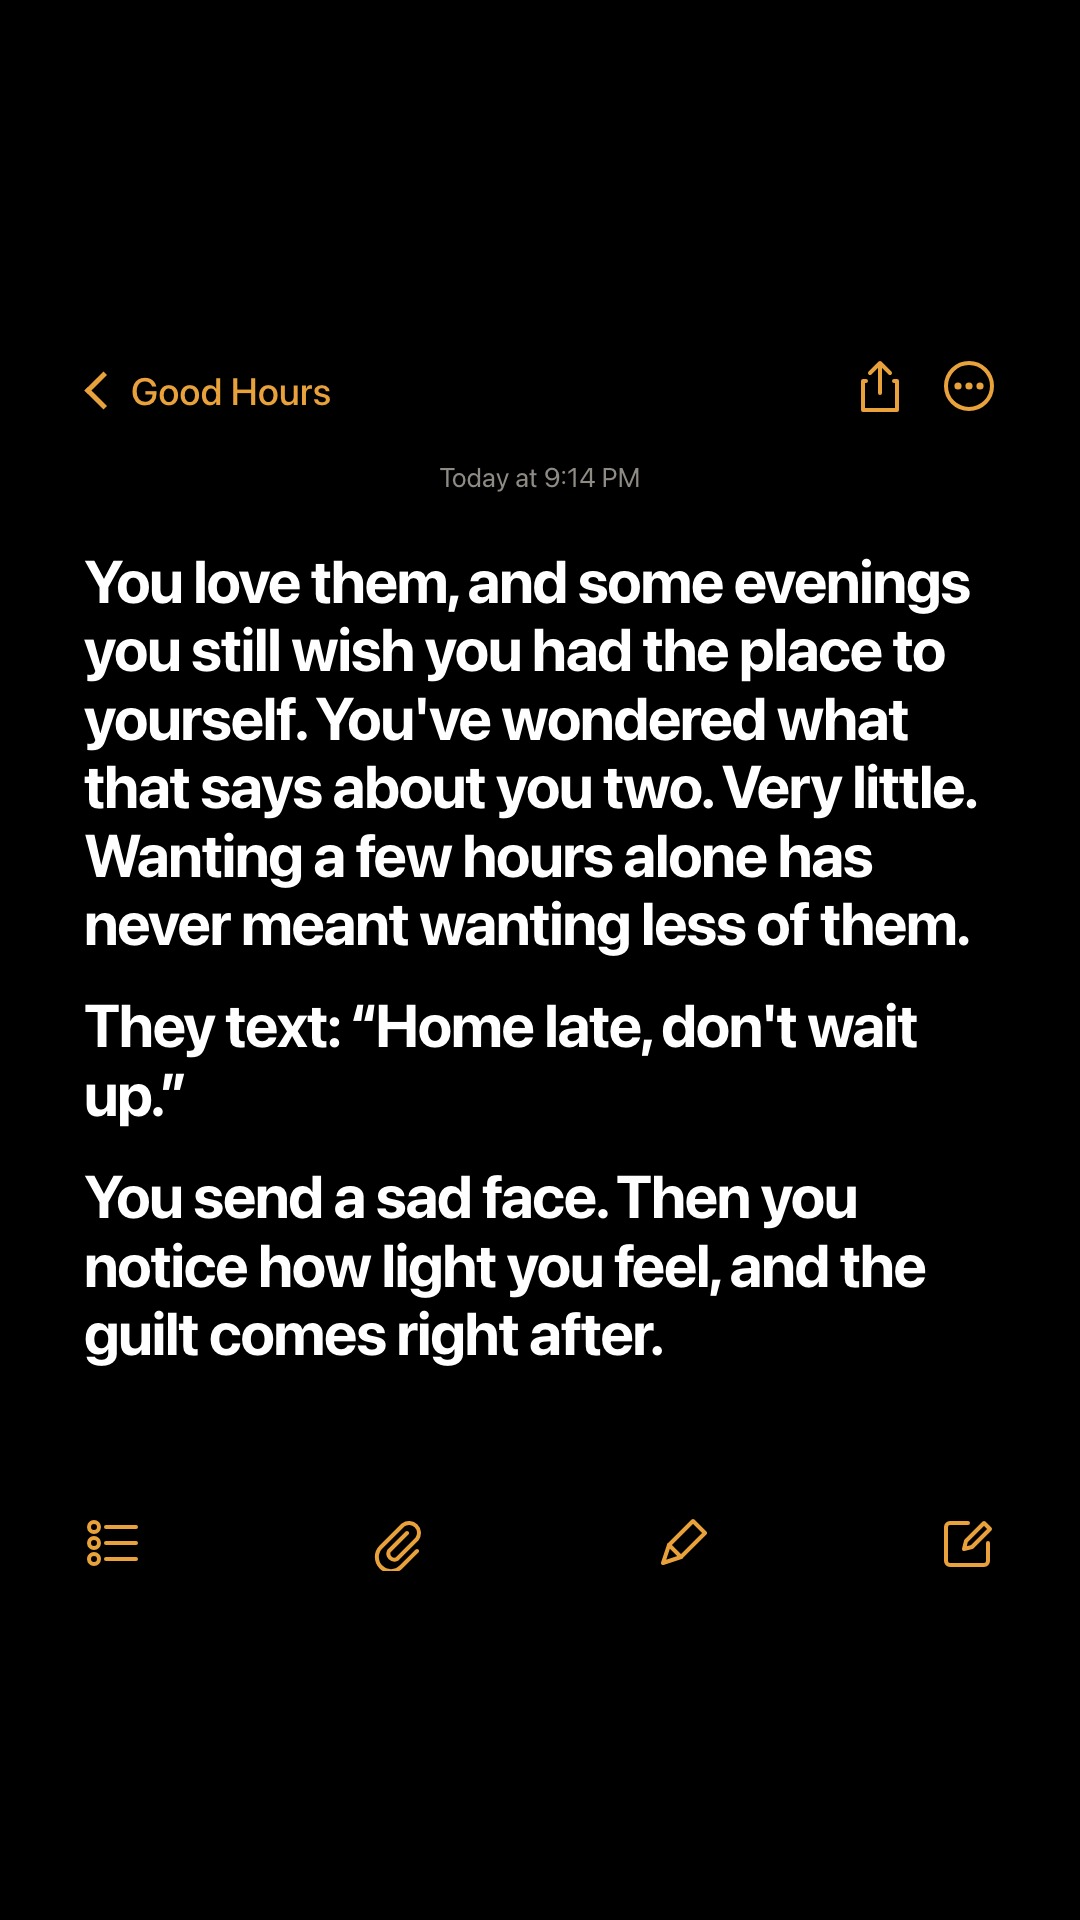 Good Hours
Today at 9:14 PM
You love them, and some evenings
you still wish you had the place to
yourself. You've wondered what
that says about you two. Very little.
Wanting a few hours alone has
never meant wanting less of them.
They text: “Home late, don't wait
up.”
You send a sad face. Then you
notice how light you feel, and the
guilt comes right after.